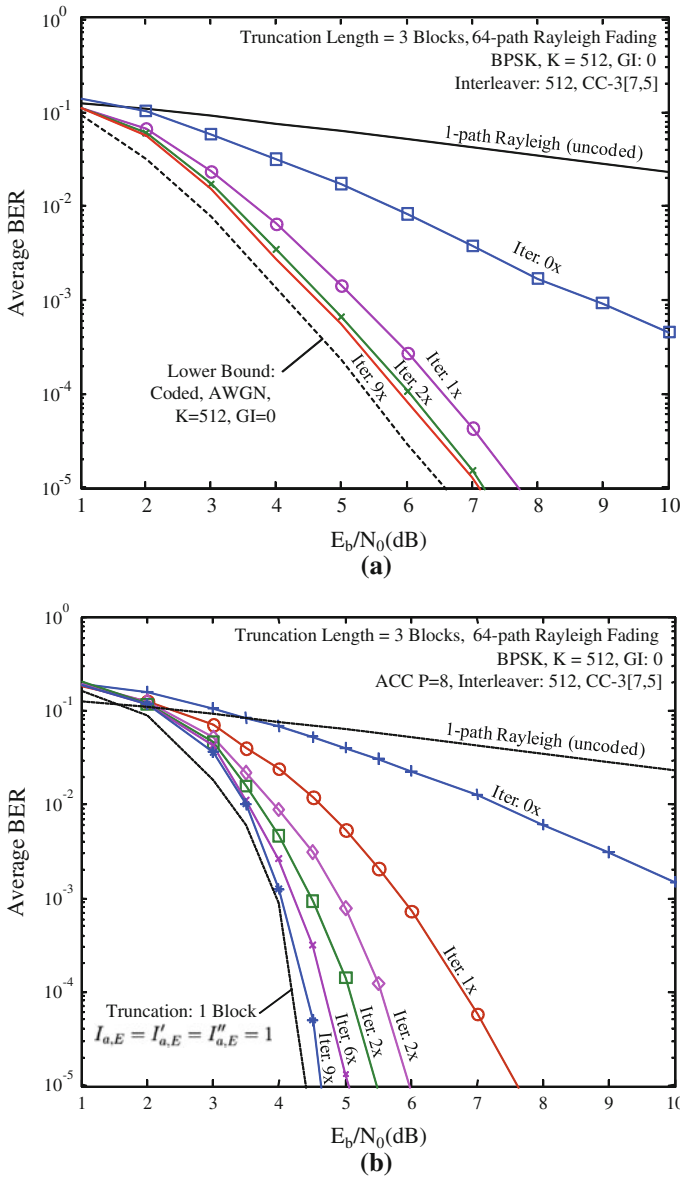 10^0
Truncation Length = 3 Blocks, 64-path Rayleigh Fading
BPSK, K = 512, GI: 0
Interleaver: 512, CC-3[7,5]
10^-1
1-path Rayleigh (uncoded)
10^-2
Iter. 0x
Average BER
10^-3
Lower Bound:
Coded, AWGN,
K=512, GI=0
Iter. 9x
Iter. 2x
Iter. 1x
10^-4
10^-5
1 2 3 4 5 6 7 8 9 10
E_b/N_0(dB)
(a)
10^0
Truncation Length = 3 Blocks, 64-path Rayleigh Fading
BPSK, K = 512, GI: 0
ACC P=8, Interleaver: 512, CC-3[7,5]
10^-1
1-path Rayleigh (uncoded)
10^-2
Iter. 0x
Average BER
10^-3
Iter. 1x
10^-4
Truncation: 1 Block
I_{a,E} = I'_{a,E} = I''_{a,E} = 1
Iter. 9x
Iter. 6x
Iter. 2x
Iter. 2x
10^-5
1 2 3 4 5 6 7 8 9 10
E_b/N_0(dB)
(b)